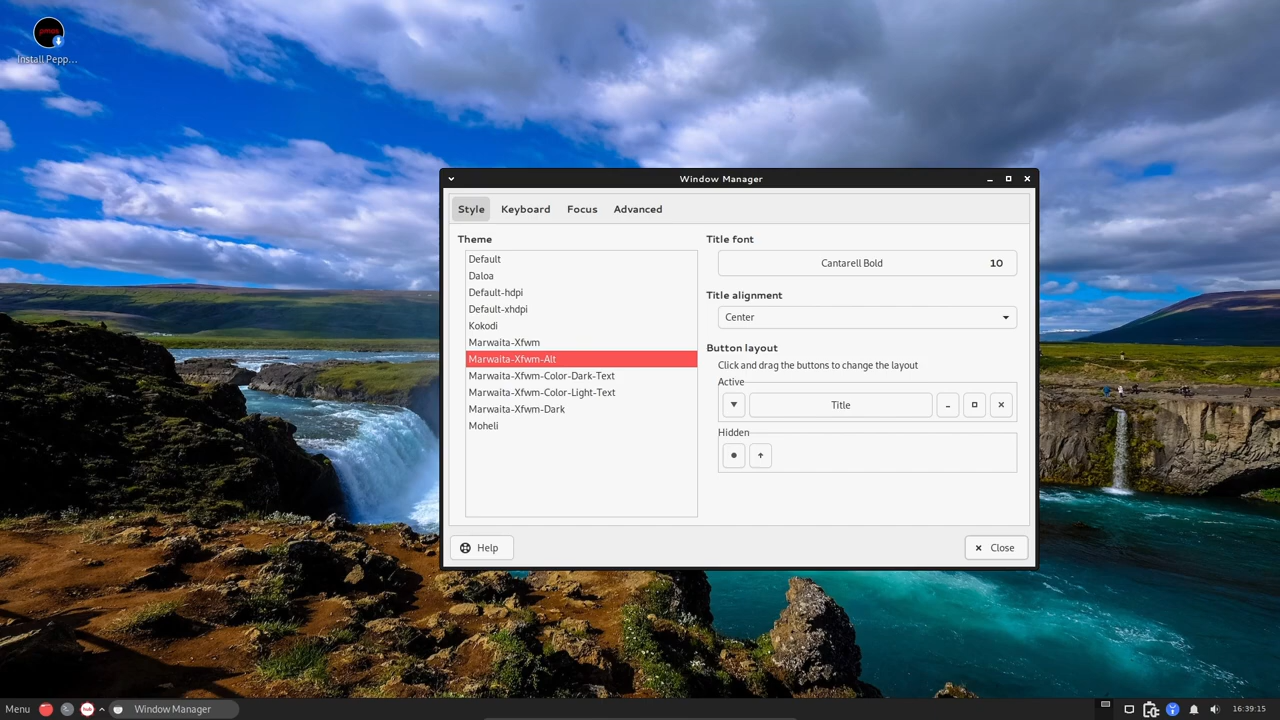 Install Pepp...
Window Manager
Style
Keyboard
Focus
Advanced
Theme
Default
Daloa
Default-hdpi
Default-xhdpi
Kokodi
Marwaita-Xfwm
Marwaita-Xfwm-Alt
Marwaita-Xfwm-Color-Dark-Text
Marwaita-Xfwm-Color-Light-Text
Marwaita-Xfwm-Dark
Moheli
Title font
Cantarell Bold 10
Title alignment
Center
Button layout
Click and drag the buttons to change the layout
Active
Title
Hidden
Help
Close
Menu
Window Manager
16:39:15